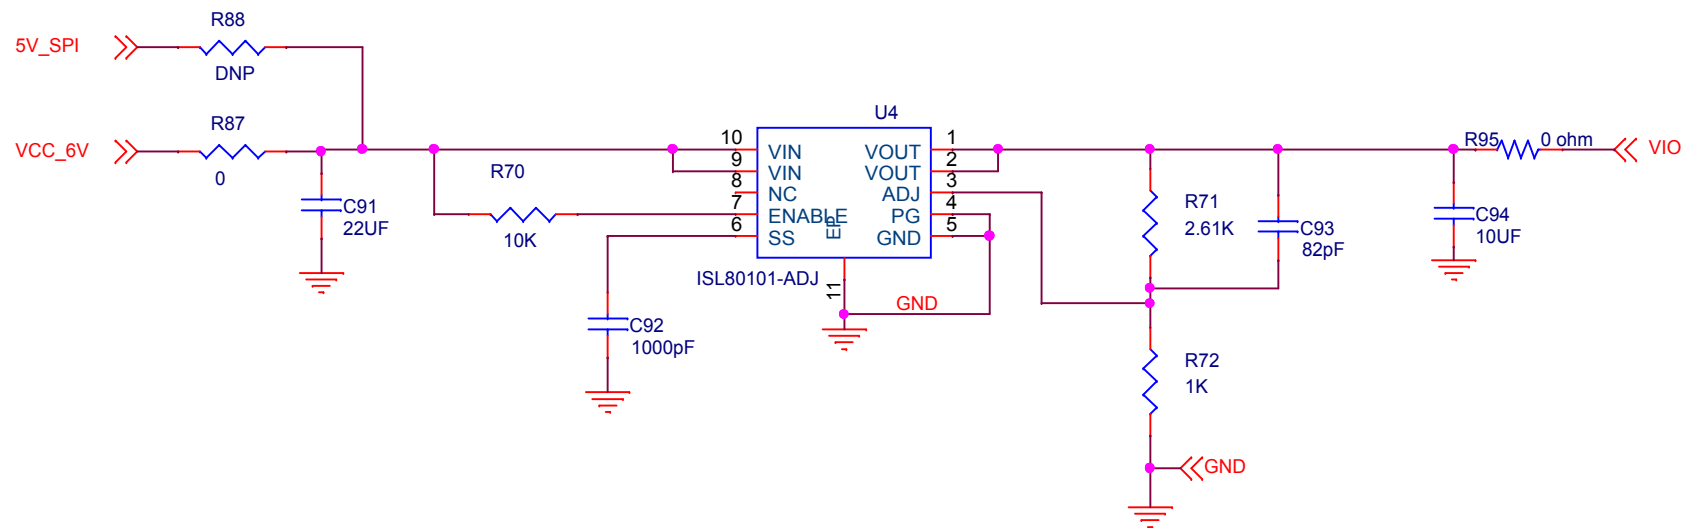 R88
5V_SPI
DNP
R87
VCC_6V
0
C91
22UF
R70
10K
U4
10
9
8
7
6
VIN
VIN
NC
ENABLE
SS
EP
VOUT
VOUT
ADJ
PG
GND
1
2
3
4
5
ISL80101-ADJ
11
GND
C92
1000pF
R71
2.61K
C93
82pF
R95
0 ohm
VIO
C94
10UF
R72
1K
GND